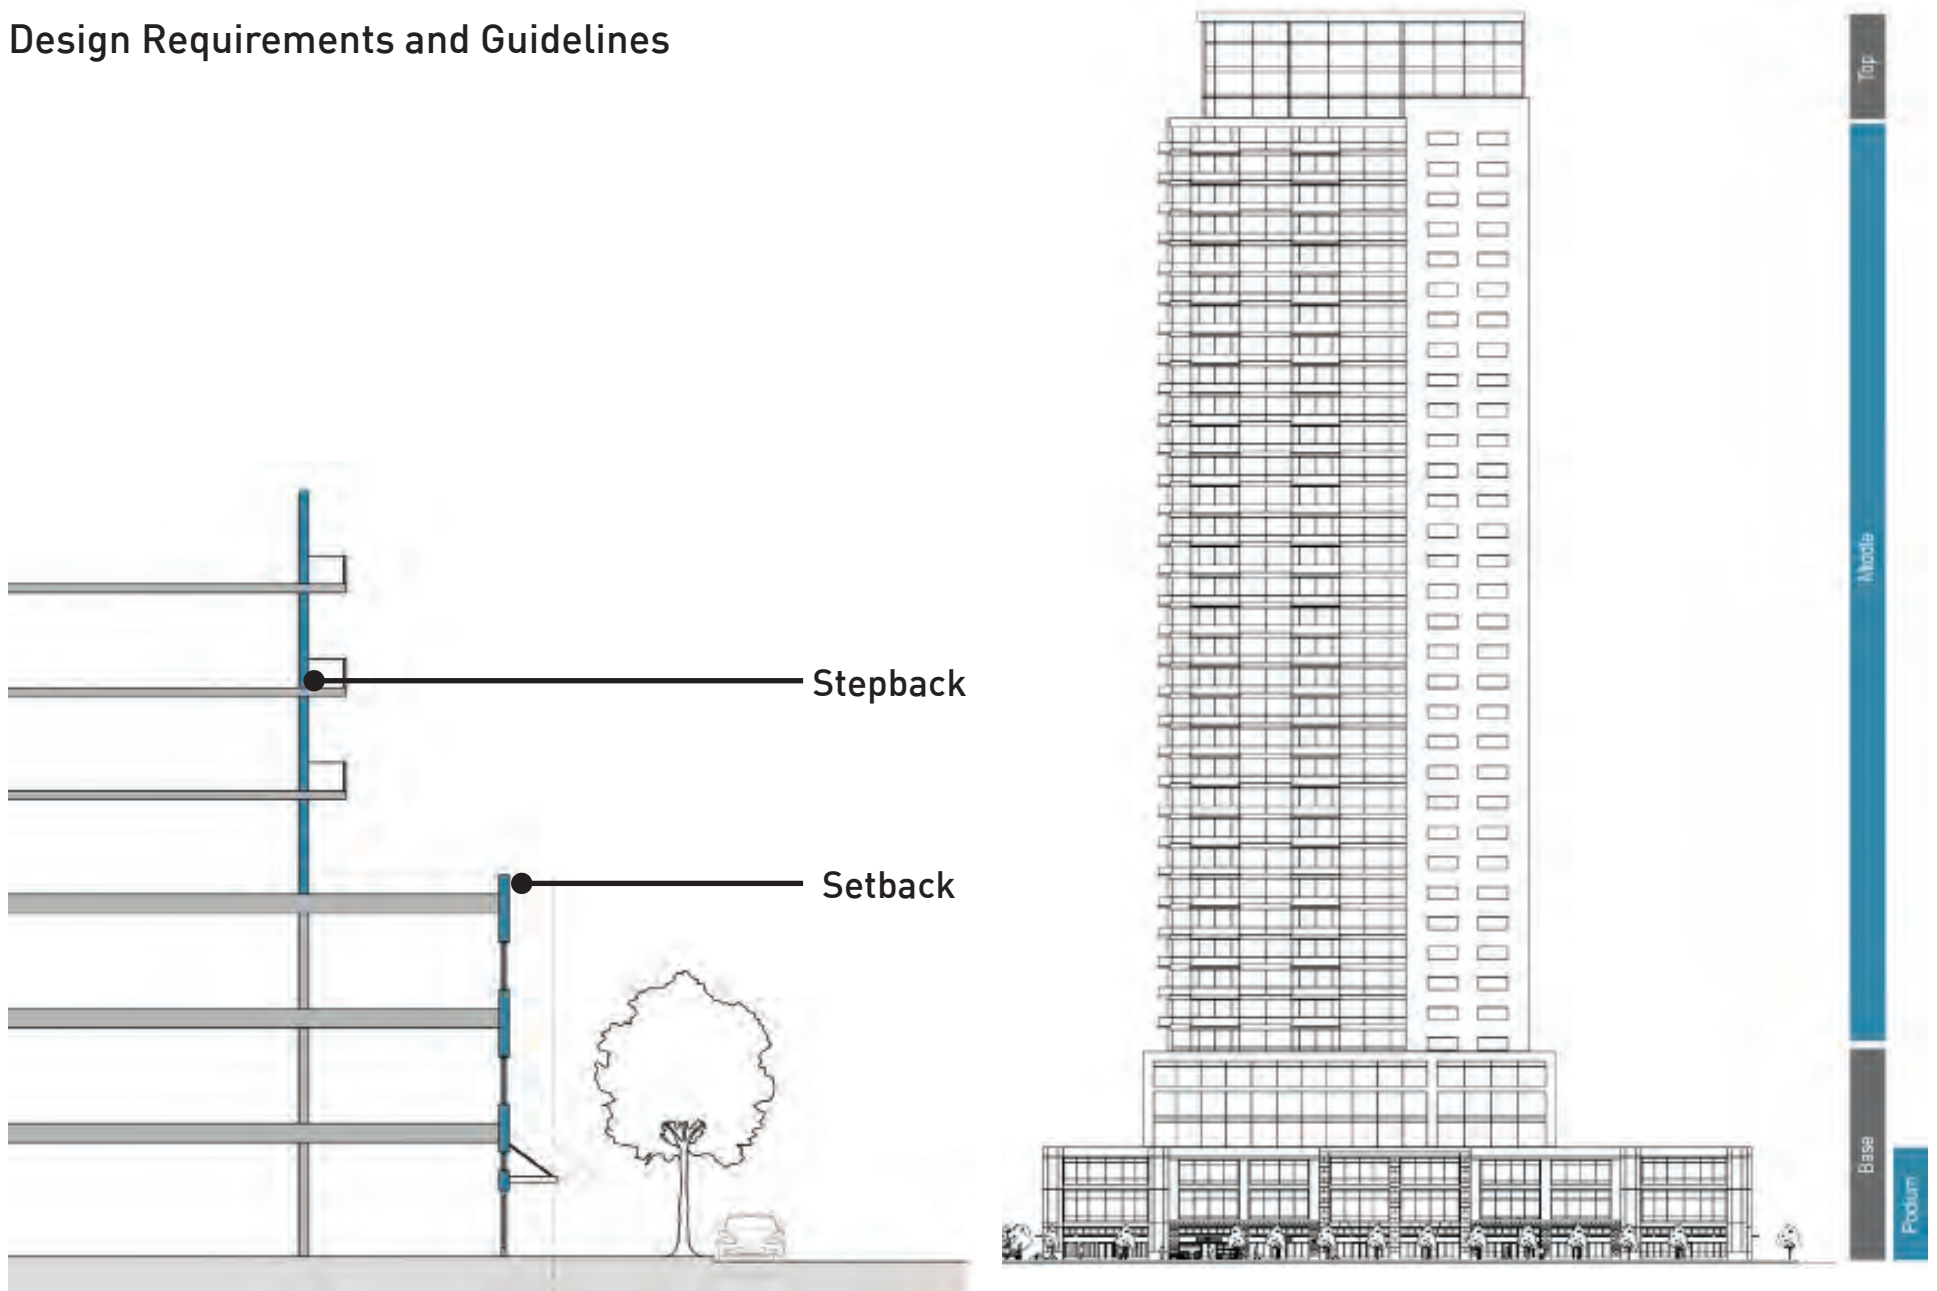 Design Requirements and Guidelines
Stepback
Setback
Top
Middle
Base
Podium